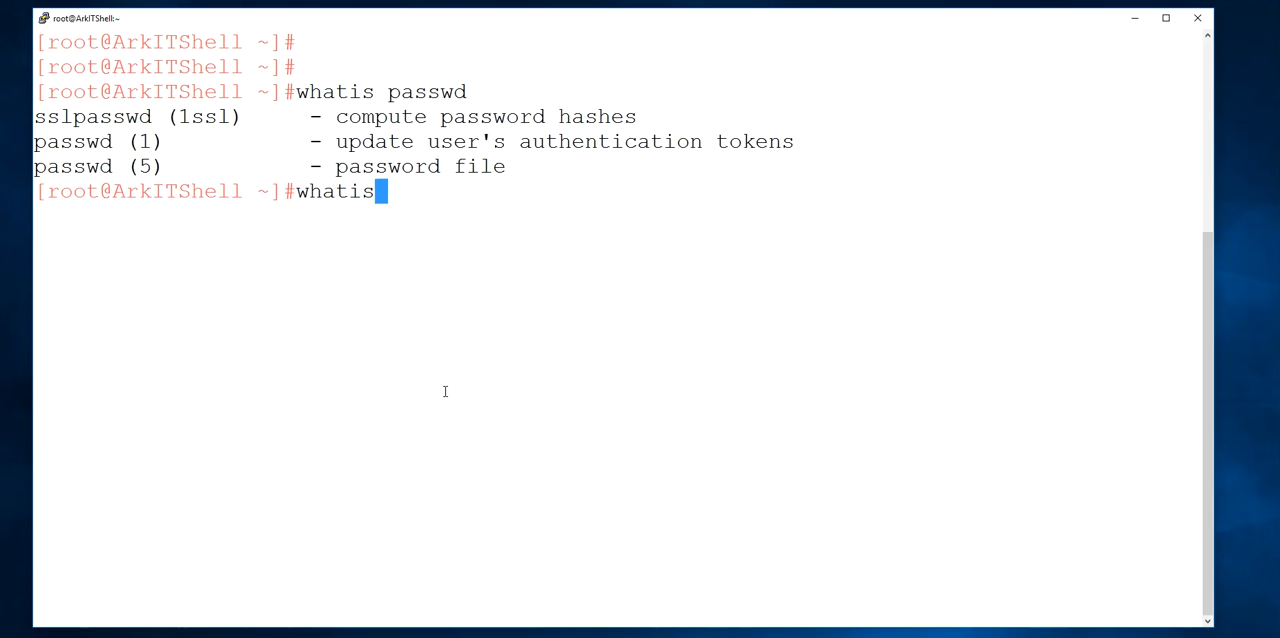 root@ArkITShell:~
[root@ArkITShell ~]#
[root@ArkITShell ~]#
[root@ArkITShell ~]#whatis passwd
sslpasswd (1ssl)     - compute password hashes
passwd (1)           - update user's authentication tokens
passwd (5)           - password file
[root@ArkITShell ~]#whatis